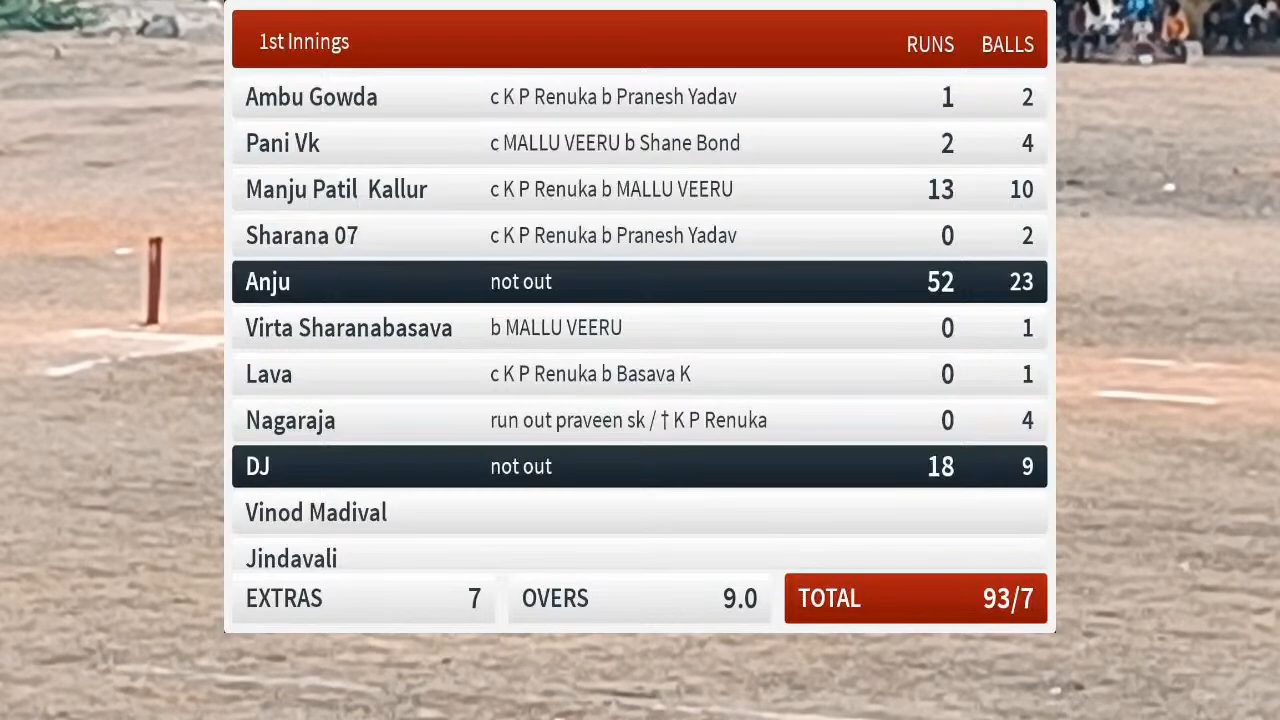 1st Innings RUNS BALLS
Ambu Gowda c K P Renuka b Pranesh Yadav 1 2
Pani Vk c MALLU VEERU b Shane Bond 2 4
Manju Patil Kallur c K P Renuka b MALLU VEERU 13 10
Sharana 07 c K P Renuka b Pranesh Yadav 0 2
Anju not out 52 23
Virta Sharanabasava b MALLU VEERU 0 1
Lava c K P Renuka b Basava K 0 1
Nagaraja run out praveen sk / † K P Renuka 0 4
DJ not out 18 9
Vinod Madival
Jindavali
EXTRAS 7 OVERS 9.0 TOTAL 93/7